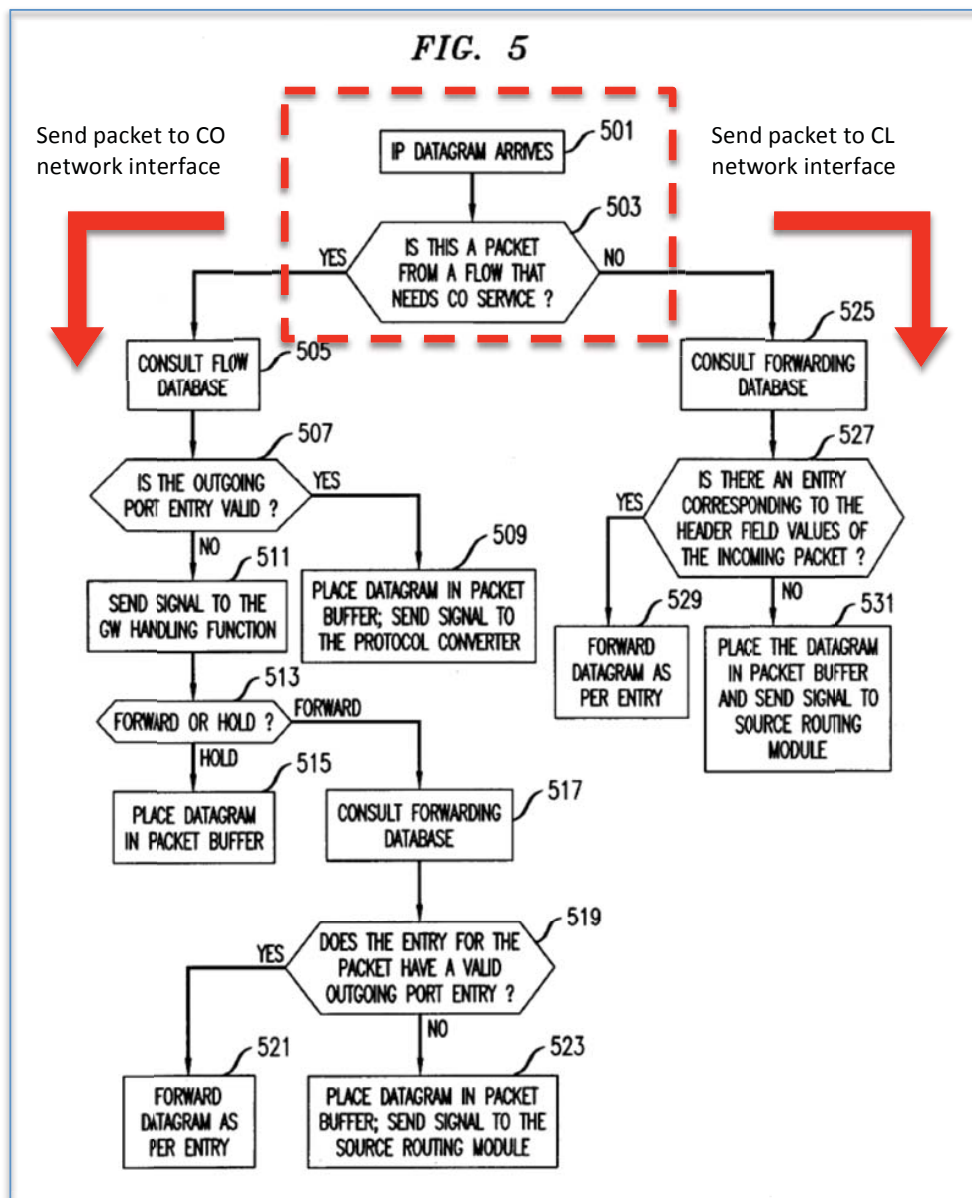 FIG. 5
Send packet to CO
network interface
Send packet to CL
network interface
501
IP DATAGRAM ARRIVES
503
IS THIS A PACKET
FROM A FLOW THAT
NEEDS CO SERVICE ?
YES
NO
505
CONSULT FLOW
DATABASE
525
CONSULT FORWARDING
DATABASE
507
IS THE OUTGOING
PORT ENTRY VALID ?
YES
NO
527
IS THERE AN ENTRY
CORRESPONDING TO THE
HEADER FIELD VALUES OF
THE INCOMING PACKET ?
YES
NO
511
SEND SIGNAL TO THE
GW HANDLING FUNCTION
509
PLACE DATAGRAM IN PACKET
BUFFER; SEND SIGNAL TO
THE PROTOCOL CONVERTER
529
FORWARD
DATAGRAM AS
PER ENTRY
531
PLACE THE DATAGRAM
IN PACKET BUFFER
AND SEND SIGNAL TO
SOURCE ROUTING
MODULE
513
FORWARD OR HOLD ?
FORWARD
HOLD
515
PLACE DATAGRAM
IN PACKET BUFFER
517
CONSULT FORWARDING
DATABASE
519
DOES THE ENTRY FOR THE
PACKET HAVE A VALID
OUTGOING PORT ENTRY ?
YES
NO
521
FORWARD
DATAGRAM AS
PER ENTRY
523
PLACE DATAGRAM IN PACKET
BUFFER; SEND SIGNAL TO THE
SOURCE ROUTING MODULE